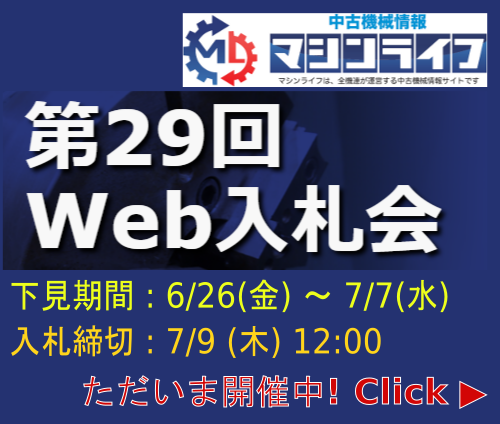 中古機械情報
MLマシンライフ
マシンライフは、全機連が運営する中古機械情報サイトです
第29回
Web入札会
下見期間：6/26(金) ～ 7/7(水)
入札締切：7/9 (木) 12:00
ただいま開催中! Click ▶